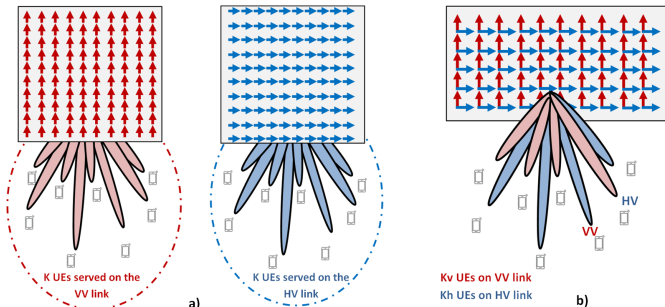 K UEs served on the
VV link
a)
K UEs served on the
HV link
HV
VV
Kv UEs on VV link
Kh UEs on HV link
b)